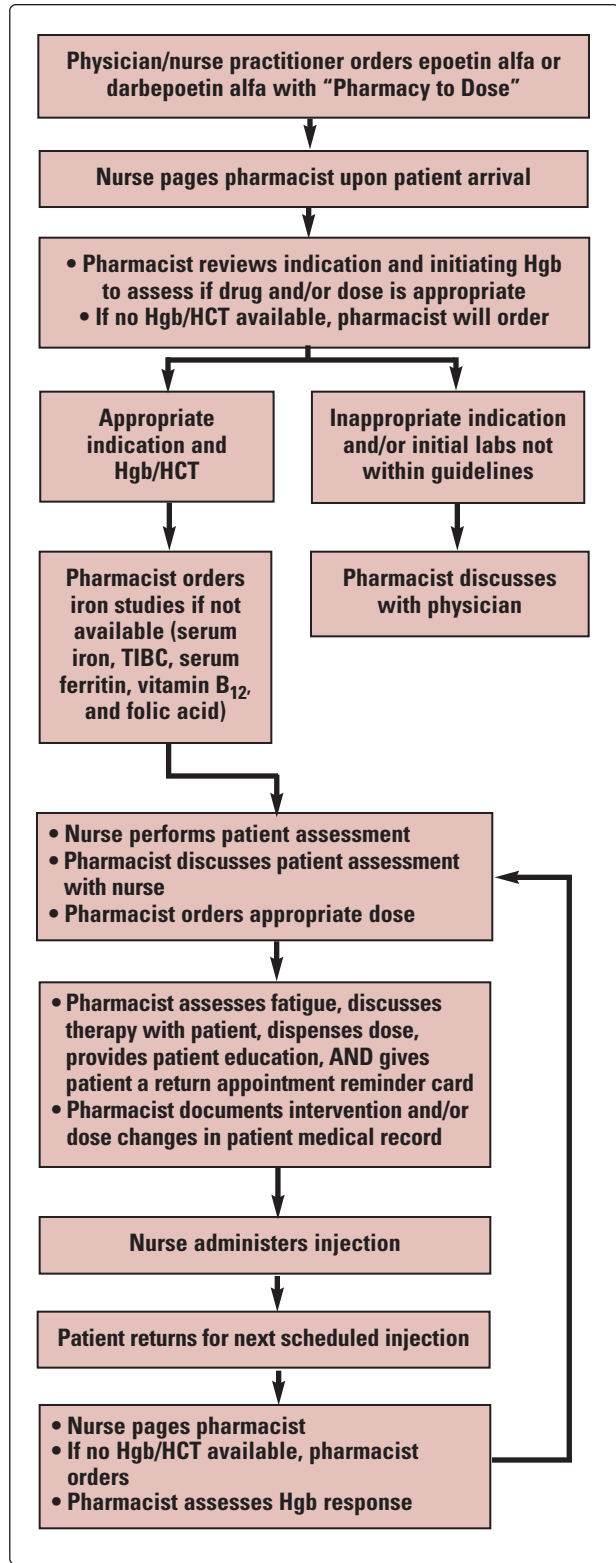 Physician/nurse practitioner orders epoetin alfa or
darbepoetin alfa with “Pharmacy to Dose”
Nurse pages pharmacist upon patient arrival
• Pharmacist reviews indication and initiating Hgb
to assess if drug and/or dose is appropriate
• If no Hgb/HCT available, pharmacist will order
Appropriate
indication and
Hgb/HCT
Inappropriate indication
and/or initial labs not
within guidelines
Pharmacist orders
iron studies if not
available (serum
iron, TIBC, serum
ferritin, vitamin B12,
and folic acid)
Pharmacist discusses
with physician
• Nurse performs patient assessment
• Pharmacist discusses patient assessment
with nurse
• Pharmacist orders appropriate dose
• Pharmacist assesses fatigue, discusses
therapy with patient, dispenses dose,
provides patient education, AND gives
patient a return appointment reminder card
• Pharmacist documents intervention and/or
dose changes in patient medical record
Nurse administers injection
Patient returns for next scheduled injection
• Nurse pages pharmacist
• If no Hgb/HCT available, pharmacist
orders
• Pharmacist assesses Hgb response